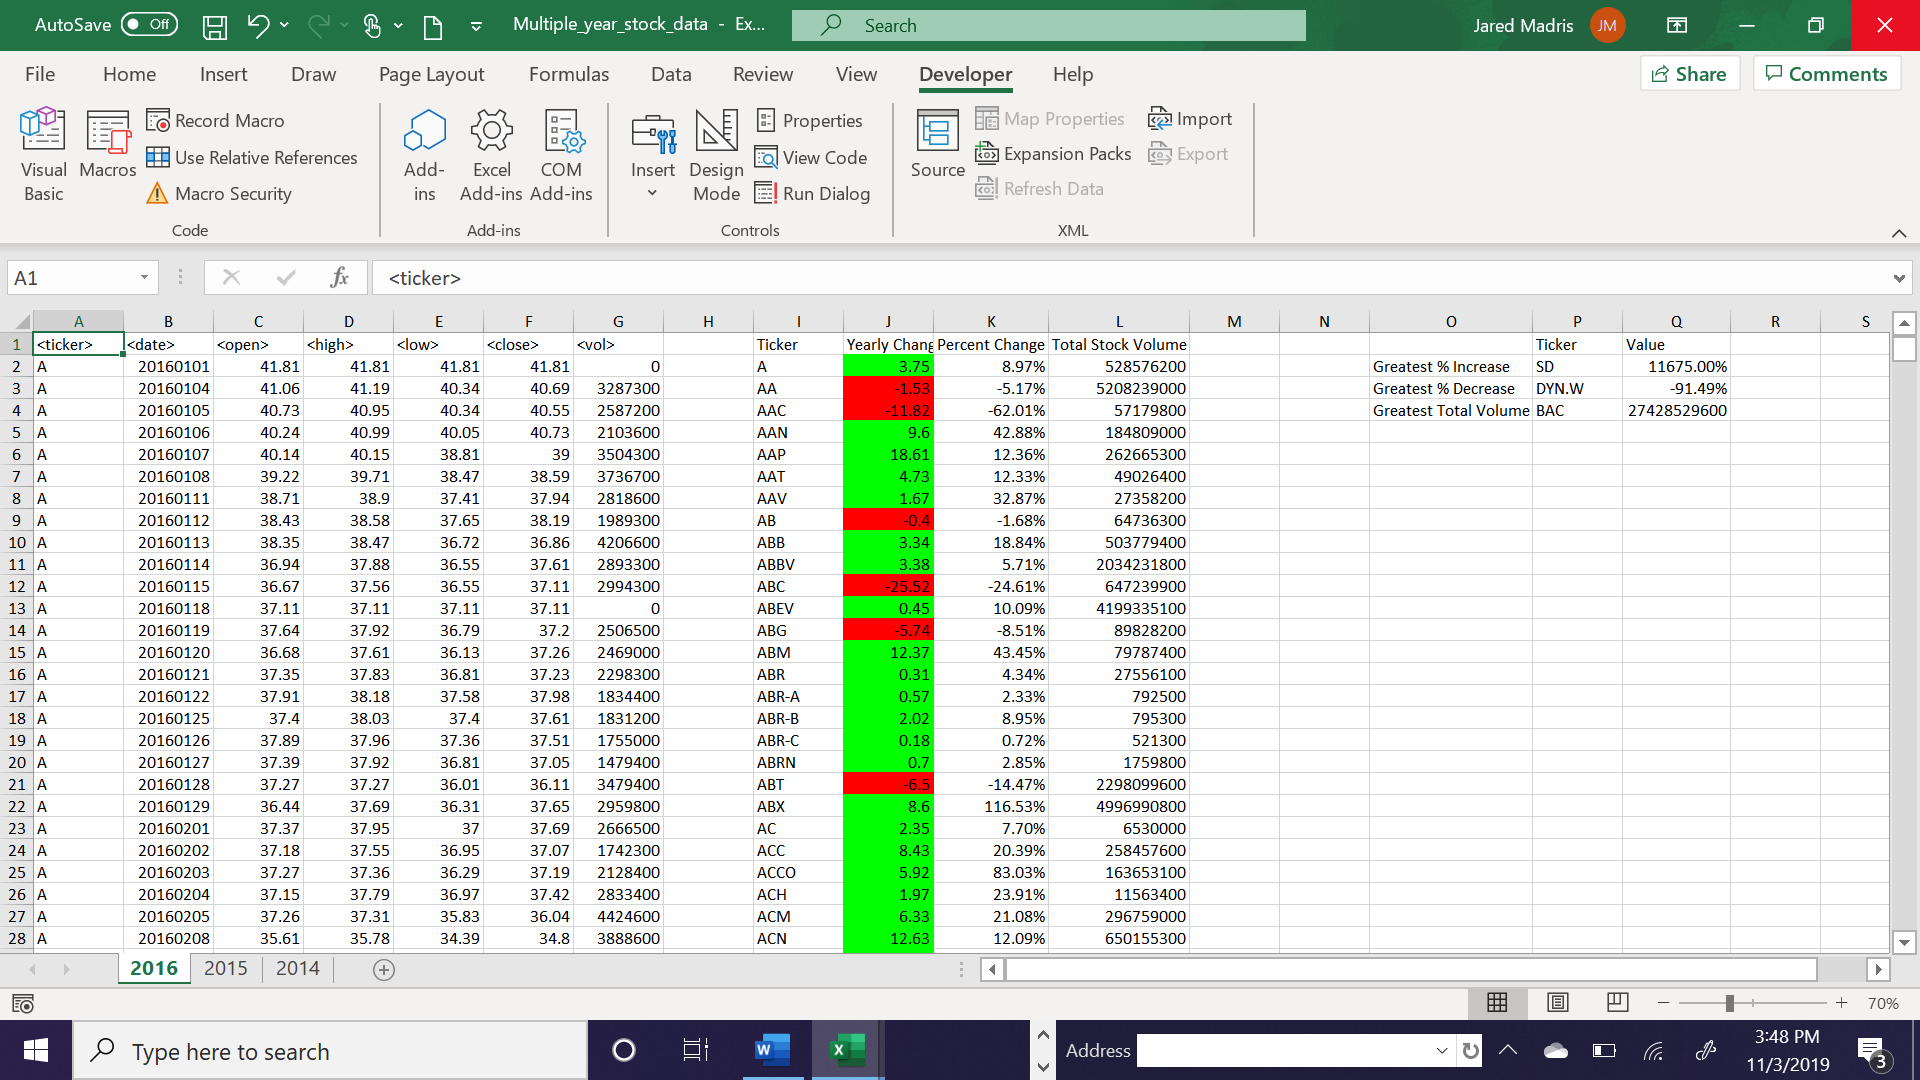 AutoSave Off Multiple_year_stock_data - Ex... Search Jared Madris JM
File Home Insert Draw Page Layout Formulas Data Review View Developer Help Share Comments
Visual Basic Macros Record Macro Use Relative References Macro Security
Code
Add-ins Excel Add-ins COM Add-ins
Add-ins
Insert Design Mode Properties View Code Run Dialog
Controls
Source Map Properties Expansion Packs Refresh Data Import Export
XML
A1 fx <ticker>
A B C D E F G H I J K L M N O P Q R S
1 <ticker> <date> <open> <high> <low> <close> <vol> Ticker Yearly Chang Percent Change Total Stock Volume Ticker Value
2 A 20160101 41.81 41.81 41.81 41.81 0 A 3.75 8.97% 528576200 Greatest % Increase SD 11675.00%
3 A 20160104 41.06 41.19 40.34 40.69 3287300 AA -1.53 -5.17% 5208239000 Greatest % Decrease DYN.W -91.49%
4 A 20160105 40.73 40.95 40.34 40.55 2587200 AAC -11.82 -62.01% 57179800 Greatest Total Volume BAC 27428529600
5 A 20160106 40.24 40.99 40.05 40.73 2103600 AAN 9.6 42.88% 184809000
6 A 20160107 40.14 40.15 38.81 39 3504300 AAP 18.61 12.36% 262665300
7 A 20160108 39.22 39.71 38.47 38.59 3736700 AAT 4.73 12.33% 49026400
8 A 20160111 38.71 38.9 37.41 37.94 2818600 AAV 1.67 32.87% 27358200
9 A 20160112 38.43 38.58 37.65 38.19 1989300 AB -0.4 -1.68% 64736300
10 A 20160113 38.35 38.47 36.72 36.86 4206600 ABB 3.34 18.84% 503779400
11 A 20160114 36.94 37.88 36.55 37.61 2893300 ABBV 3.38 5.71% 2034231800
12 A 20160115 36.67 37.56 36.55 37.11 2994300 ABC -25.52 -24.61% 647239900
13 A 20160118 37.11 37.11 37.11 37.11 0 ABEV 0.45 10.09% 4199335100
14 A 20160119 37.64 37.92 36.79 37.2 2506500 ABG -5.74 -8.51% 89828200
15 A 20160120 36.68 37.61 36.13 37.26 2469000 ABM 12.37 43.45% 79787400
16 A 20160121 37.35 37.83 36.81 37.23 2298300 ABR 0.31 4.34% 27556100
17 A 20160122 37.91 38.18 37.58 37.98 1834400 ABR-A 0.57 2.33% 792500
18 A 20160125 37.4 38.03 37.4 37.61 1831200 ABR-B 2.02 8.95% 795300
19 A 20160126 37.89 37.96 37.36 37.51 1755000 ABR-C 0.18 0.72% 521300
20 A 20160127 37.39 37.92 36.81 37.05 1479400 ABRN 0.7 2.85% 1759800
21 A 20160128 37.27 37.27 36.01 36.11 3479400 ABT -6.5 -14.47% 2298099600
22 A 20160129 36.44 37.69 36.31 37.65 2959800 ABX 8.6 116.53% 4996990800
23 A 20160201 37.37 37.95 37 37.69 2666500 AC 2.35 7.70% 6530000
24 A 20160202 37.18 37.55 36.95 37.07 1742300 ACC 8.43 20.39% 258457600
25 A 20160203 37.27 37.36 36.29 37.19 2128400 ACCO 5.92 83.03% 163653100
26 A 20160204 37.15 37.79 36.97 37.42 2833400 ACH 1.97 23.91% 11563400
27 A 20160205 37.26 37.31 35.83 36.04 4424600 ACM 6.33 21.08% 296759000
28 A 20160208 35.61 35.78 34.39 34.8 3888600 ACN 12.63 12.09% 650155300
2016 2015 2014
70%
Type here to search W X Address 3:48 PM
11/3/2019 3